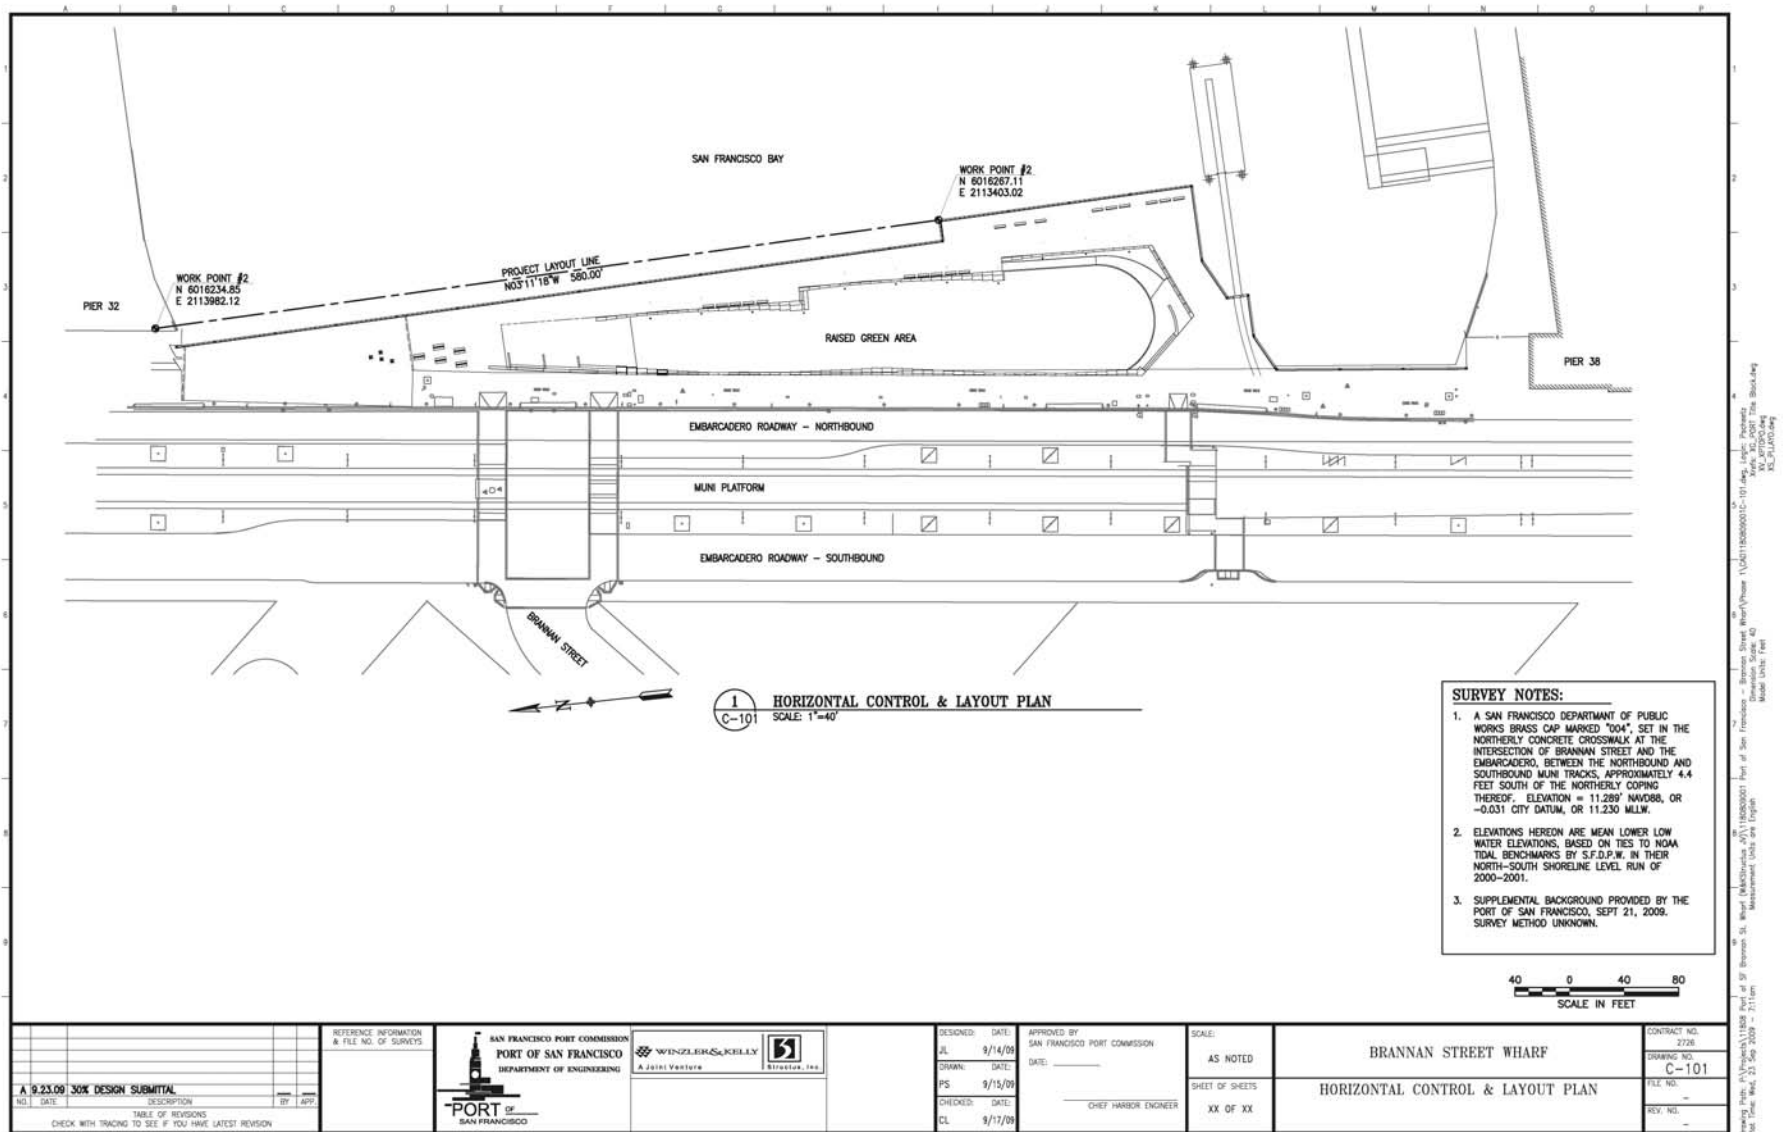 A B C D E F G H I J K L M N O P
SAN FRANCISCO BAY
WORK POINT #2
N 6016267.11
E 2113403.02
WORK POINT #2
N 6016234.85
E 2113982.12
PROJECT LAYOUT LINE
N03°11'18"W 580.00'
PIER 32
RAISED GREEN AREA
PIER 38
EMBARCADERO ROADWAY - NORTHBOUND
MUNI PLATFORM
EMBARCADERO ROADWAY - SOUTHBOUND
BRANNAN STREET
N
1
C-101
HORIZONTAL CONTROL & LAYOUT PLAN
SCALE: 1"=40'
SURVEY NOTES:
1. A SAN FRANCISCO DEPARTMANT OF PUBLIC
WORKS BRASS CAP MARKED "004", SET IN THE
NORTHERLY CONCRETE CROSSWALK AT THE
INTERSECTION OF BRANNAN STREET AND THE
EMBARCADERO, BETWEEN THE NORTHBOUND AND
SOUTHBOUND MUNI TRACKS, APPROXIMATELY 4.4
FEET SOUTH OF THE NORTHERLY COPING
THEREOF. ELEVATION = 11.289' NAVD88, OR
-0.031 CITY DATUM, OR 11.230 MLLW.
2. ELEVATIONS HEREON ARE MEAN LOWER LOW
WATER ELEVATIONS, BASED ON TIES TO NOAA
TIDAL BENCHMARKS BY S.F.D.P.W. IN THEIR
NORTH-SOUTH SHORELINE LEVEL RUN OF
2000-2001.
3. SUPPLEMENTAL BACKGROUND PROVIDED BY THE
PORT OF SAN FRANCISCO, SEPT 21, 2009.
SURVEY METHOD UNKNOWN.
40 0 40 80
SCALE IN FEET
A 9.23.09 30% DESIGN SUBMITTAL
NO. DATE DESCRIPTION BY APP.
TABLE OF REVISIONS
CHECK WITH TRACING TO SEE IF YOU HAVE LATEST REVISION
REFERENCE INFORMATION
& FILE NO. OF SURVEYS
SAN FRANCISCO PORT COMMISSION
PORT OF SAN FRANCISCO
DEPARTMENT OF ENGINEERING
PORT OF
SAN FRANCISCO
WINZLER & KELLY
A Joint Venture
Structus, Inc.
DESIGNED: DATE:
JL 9/14/09
DRAWN: DATE:
PS 9/15/09
CHECKED: DATE:
CL 9/17/09
APPROVED BY
SAN FRANCISCO PORT COMMISSION
DATE:
CHIEF HARBOR ENGINEER
SCALE:
AS NOTED
SHEET OF SHEETS
XX OF XX
BRANNAN STREET WHARF
HORIZONTAL CONTROL & LAYOUT PLAN
CONTRACT NO.
2726
DRAWING NO.
C-101
FILE NO.
-
REV. NO.
-
Dimension Scale: 40
Model Units: Feet
Measurement Units are English